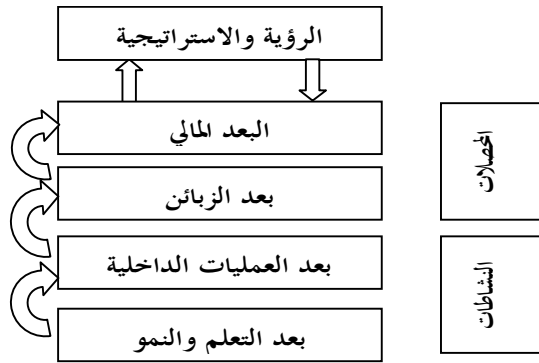 الرؤية والاستراتيجية
البعد المالي
بعد الزبائن
بعد العمليات الداخلية
بعد التعلم والنمو
المحصلات
النشاطات